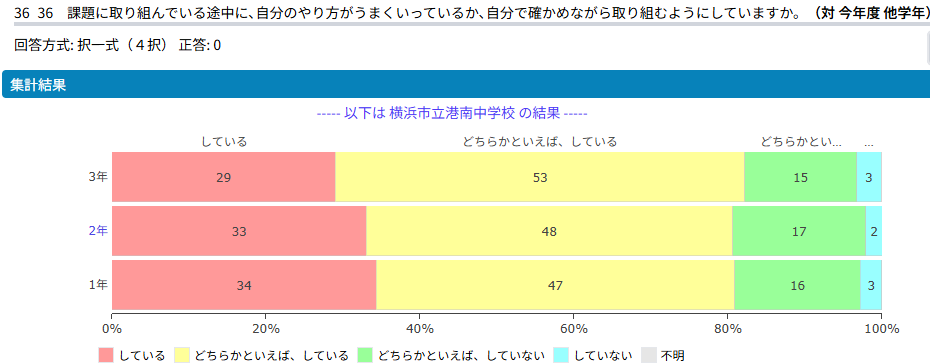 36 36 課題に取り組んでいる途中に、自分のやり方がうまくいっているか、自分で確かめながら取り組むようにしていますか。 （対 今年度 他学年）
回答方式: 択一式（４択） 正答: 0
集計結果
----- 以下は 横浜市立港南中学校 の結果 -----
している どちらかといえば、している どちらかとい... ...
3年 29 53 15 3
2年 33 48 17 2
1年 34 47 16 3
0% 20% 40% 60% 80% 100%
している どちらかといえば、している どちらかといえば、していない していない 不明